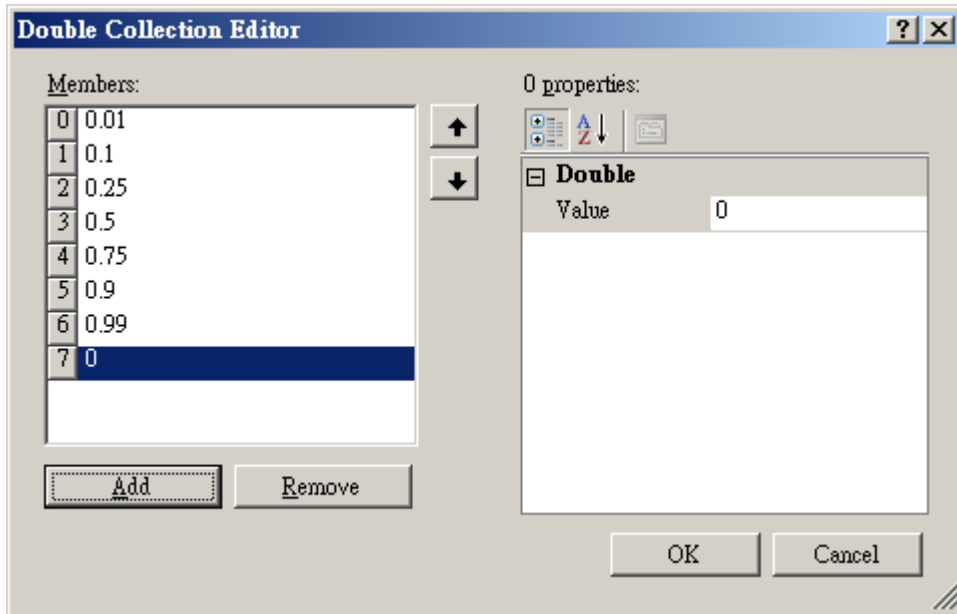 Double Collection Editor
Members:
0 0.01
1 0.1
2 0.25
3 0.5
4 0.75
5 0.9
6 0.99
7 0
Add
Remove
0 properties:
A
Z
Double
Value 0
OK
Cancel